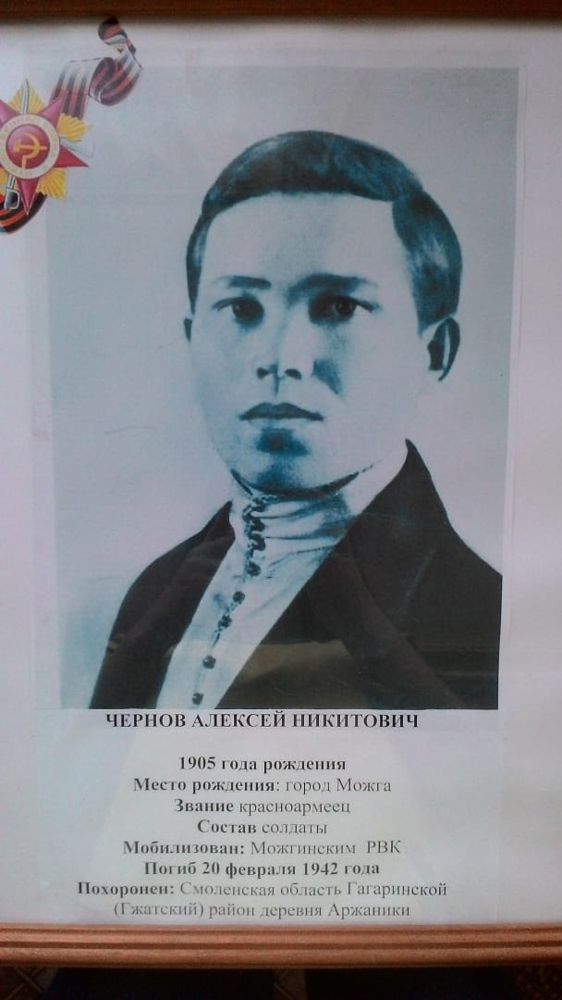 ЧЕРНОВ АЛЕКСЕЙ НИКИТОВИЧ
1905 года рождения
Место рождения: город Можга
Звание красноармеец
Состав солдаты
Мобилизован: Можгинским РВК
Погиб 20 февраля 1942 года
Похоронен: Смоленская область Гагаринской
(Гжатский) район деревня Аржаники